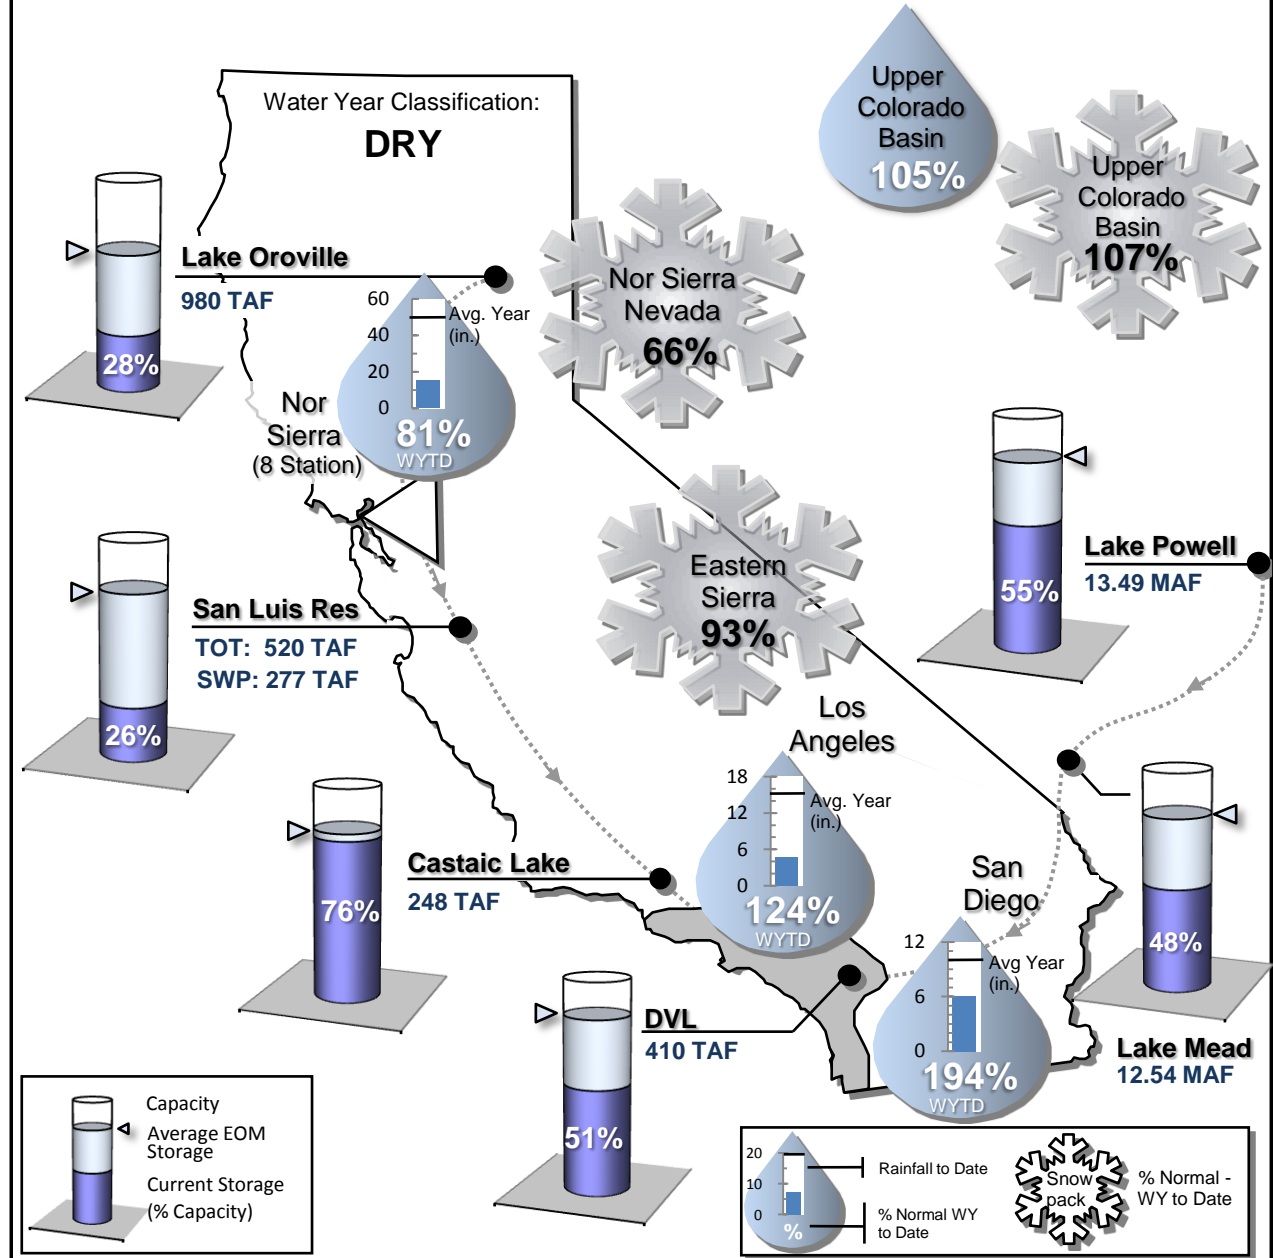 Water Year Classification:
DRY
Upper
Colorado
Basin
105%
Upper
Colorado
Basin
107%
Lake Oroville
980 TAF
28%
60
40
20
0
Avg. Year
(in.)
81%
WYTD
Nor
Sierra
(8 Station)
Nor Sierra
Nevada
66%
Eastern
Sierra
93%
Lake Powell
13.49 MAF
55%
San Luis Res
TOT: 520 TAF
SWP: 277 TAF
26%
Los
Angeles
18
12
6
0
Avg. Year
(in.)
124%
WYTD
Castaic Lake
248 TAF
76%
San
Diego
12
6
0
Avg Year
(in.)
194%
WYTD
48%
Lake Mead
12.54 MAF
DVL
410 TAF
51%
Capacity
Average EOM
Storage
Current Storage
(% Capacity)
20
10
0
%
Rainfall to Date
% Normal WY
to Date
Snow
pack
% Normal -
WY to Date